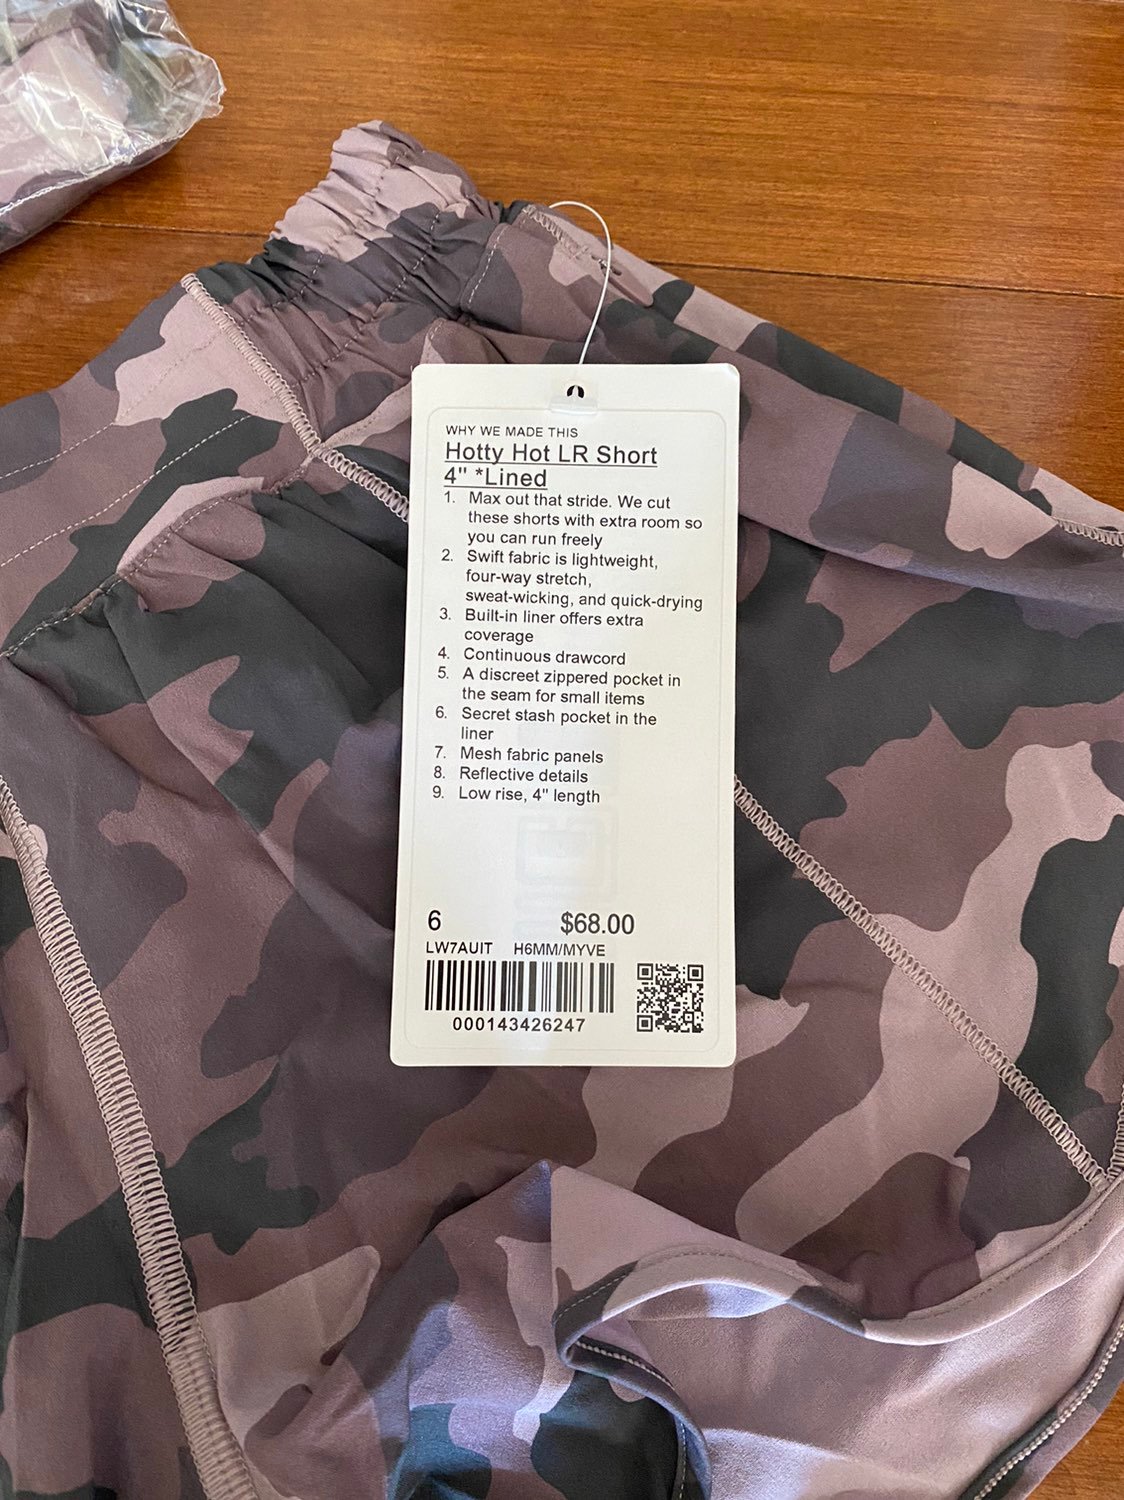 WHY WE MADE THIS
Hotty Hot LR Short
4" *Lined
1. Max out that stride. We cut
these shorts with extra room so
you can run freely
2. Swift fabric is lightweight,
four-way stretch,
sweat-wicking, and quick-drying
3. Built-in liner offers extra
coverage
4. Continuous drawcord
5. A discreet zippered pocket in
the seam for small items
6. Secret stash pocket in the
liner
7. Mesh fabric panels
8. Reflective details
9. Low rise, 4" length
6 $68.00
LW7AUIT H6MM/MYVE
000143426247